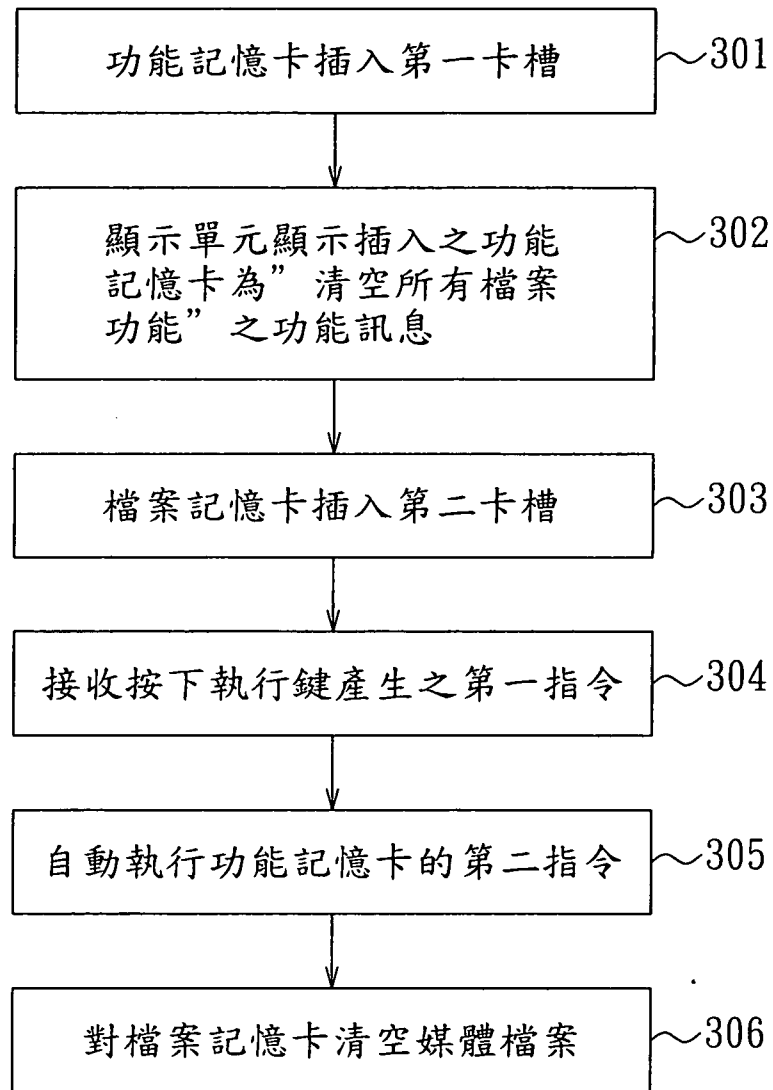 功能記憶卡插入第一卡槽
301
顯示單元顯示插入之功能
記憶卡為”清空所有檔案
功能”之功能訊息
302
檔案記憶卡插入第二卡槽
303
接收按下執行鍵產生之第一指令
304
自動執行功能記憶卡的第二指令
305
對檔案記憶卡清空媒體檔案
306